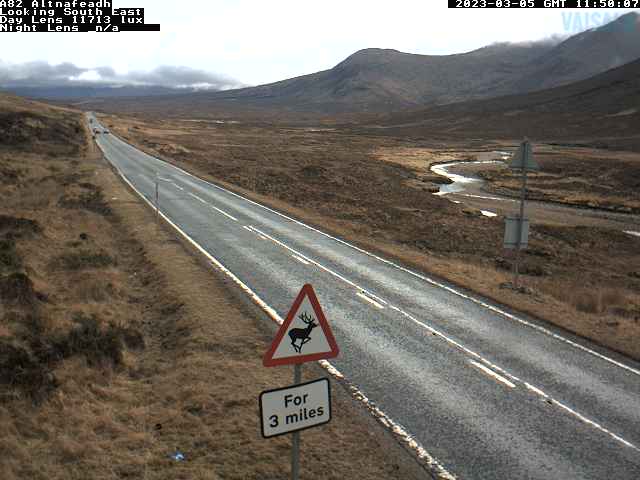 A82 Altnafeadh
Looking South East
Day Lens 11713 lux
Night Lens n/a
2023-03-05 GMT 11:50:07
VAISALA
For
3 miles